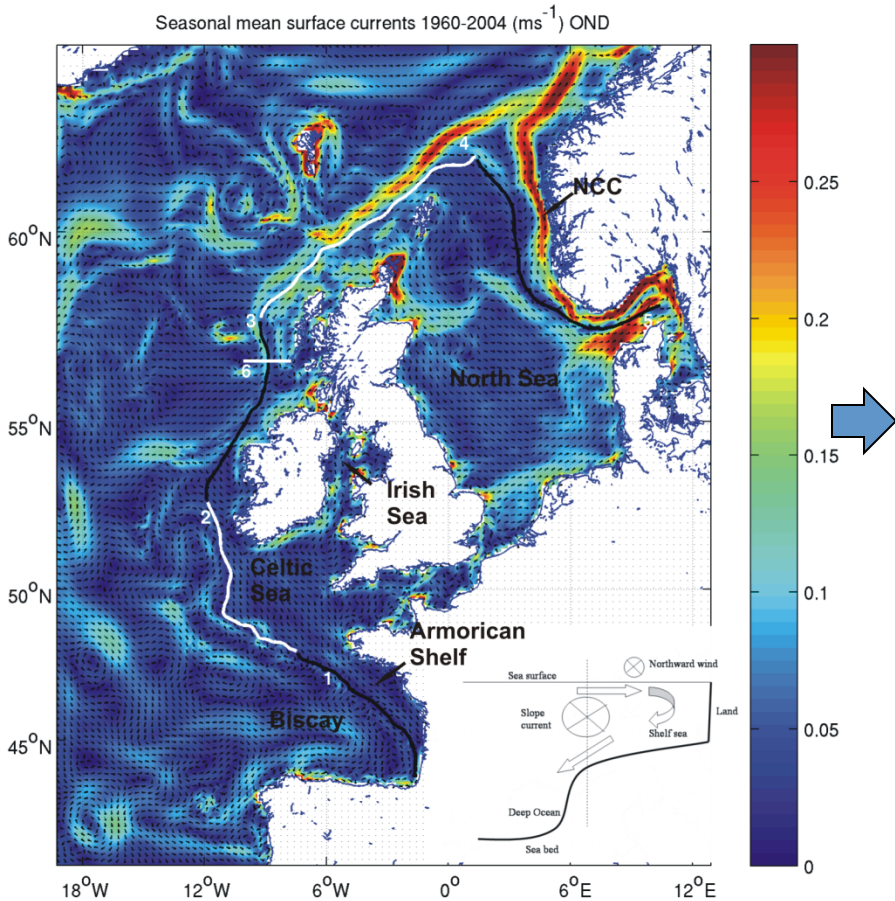 Seasonal mean surface currents 1960-2004 (ms⁻¹) OND
60°N
55°N
50°N
45°N
18°W
12°W
6°W
0°
6°E
12°E
0.25
0.2
0.15
0.1
0.05
0
4
NCC
3
5
6
North Sea
2
Irish
Sea
Celtic
Sea
Armorican
Shelf
1
Biscay
Northward wind
Sea surface
Slope
current
Land
Shelf sea
Deep Ocean
Sea bed